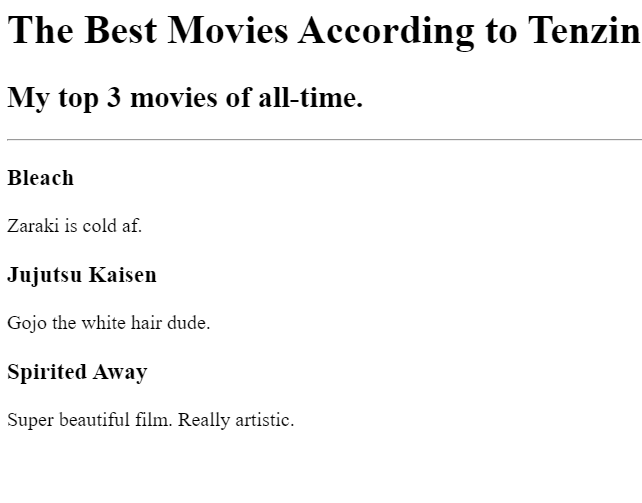 The Best Movies According to Tenzin
My top 3 movies of all-time.
Bleach
Zaraki is cold af.
Jujutsu Kaisen
Gojo the white hair dude.
Spirited Away
Super beautiful film. Really artistic.